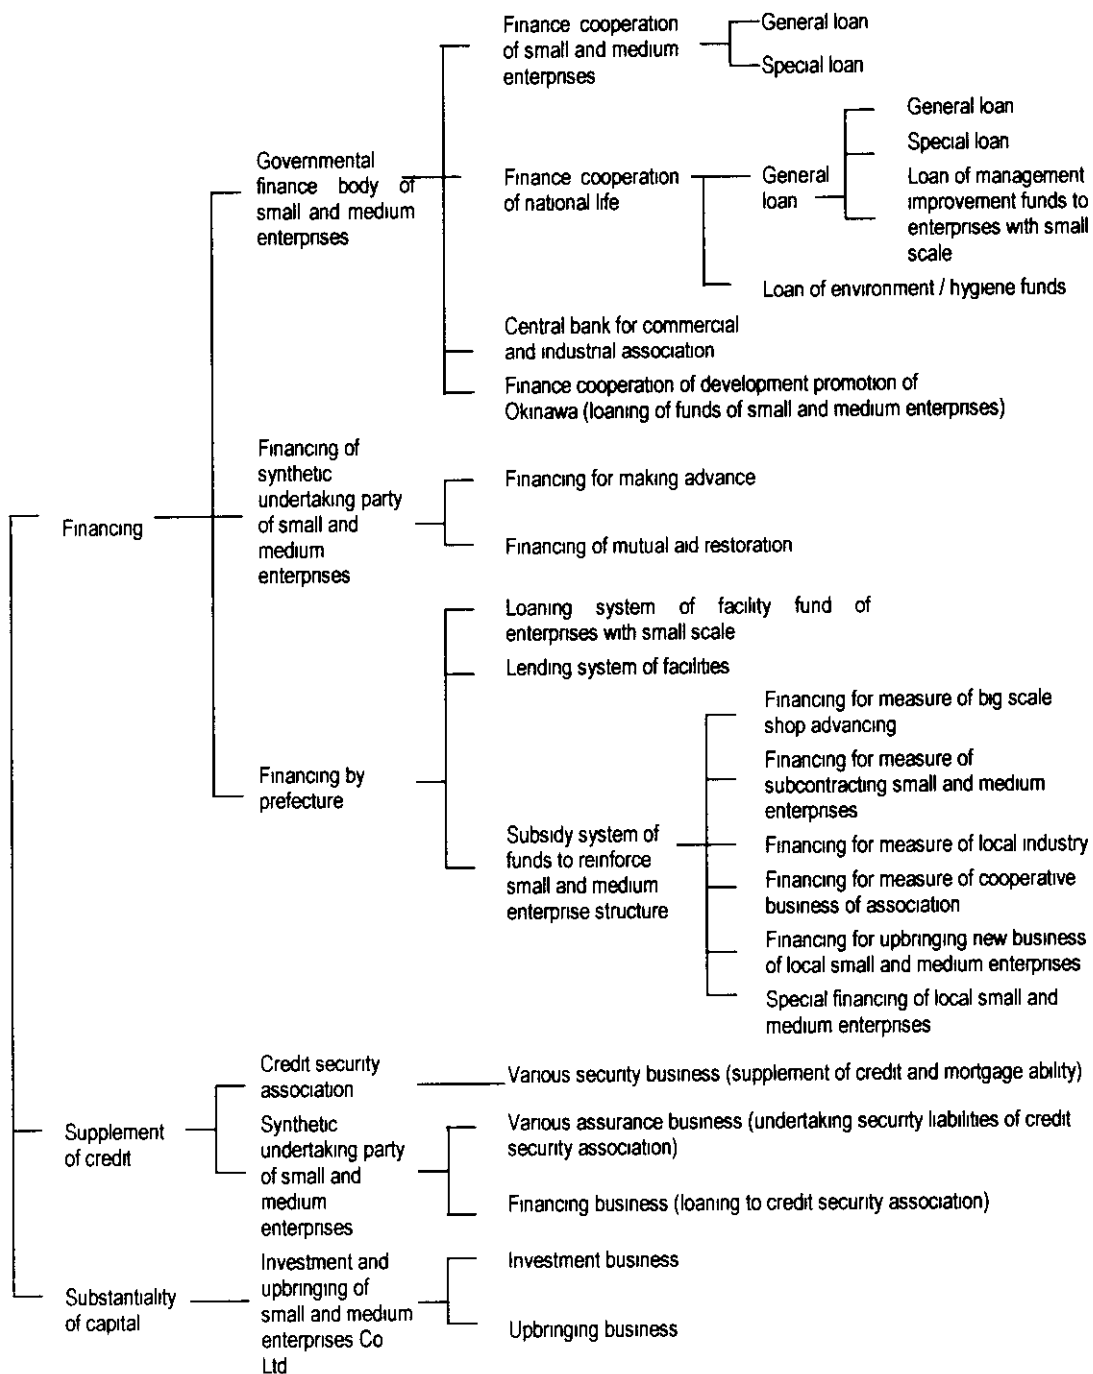 Finance cooperation
of small and medium
enterprises
General loan
Special loan
Governmental
finance body of
small and medium
enterprises
Finance cooperation
of national life
General
loan
General loan
Special loan
Loan of management
improvement funds to
enterprises with small
scale
Loan of environment / hygiene funds
Central bank for commercial
and industrial association
Finance cooperation of development promotion of
Okinawa (loaning of funds of small and medium enterprises)
Financing
Financing of
synthetic
undertaking party
of small and
medium
enterprises
Financing for making advance
Financing of mutual aid restoration
Financing by
prefecture
Loaning system of facility fund of
enterprises with small scale
Lending system of facilities
Subsidy system of
funds to reinforce
small and medium
enterprise structure
Financing for measure of big scale
shop advancing
Financing for measure of
subcontracting small and medium
enterprises
Financing for measure of local industry
Financing for measure of cooperative
business of association
Financing for upbringing new business
of local small and medium enterprises
Special financing of local small and
medium enterprises
Supplement
of credit
Credit security
association
Various security business (supplement of credit and mortgage ability)
Synthetic
undertaking party
of small and
medium
enterprises
Various assurance business (undertaking security liabilities of credit
security association)
Financing business (loaning to credit security association)
Substantiality
of capital
Investment and
upbringing of
small and medium
enterprises Co
Ltd
Investment business
Upbringing business